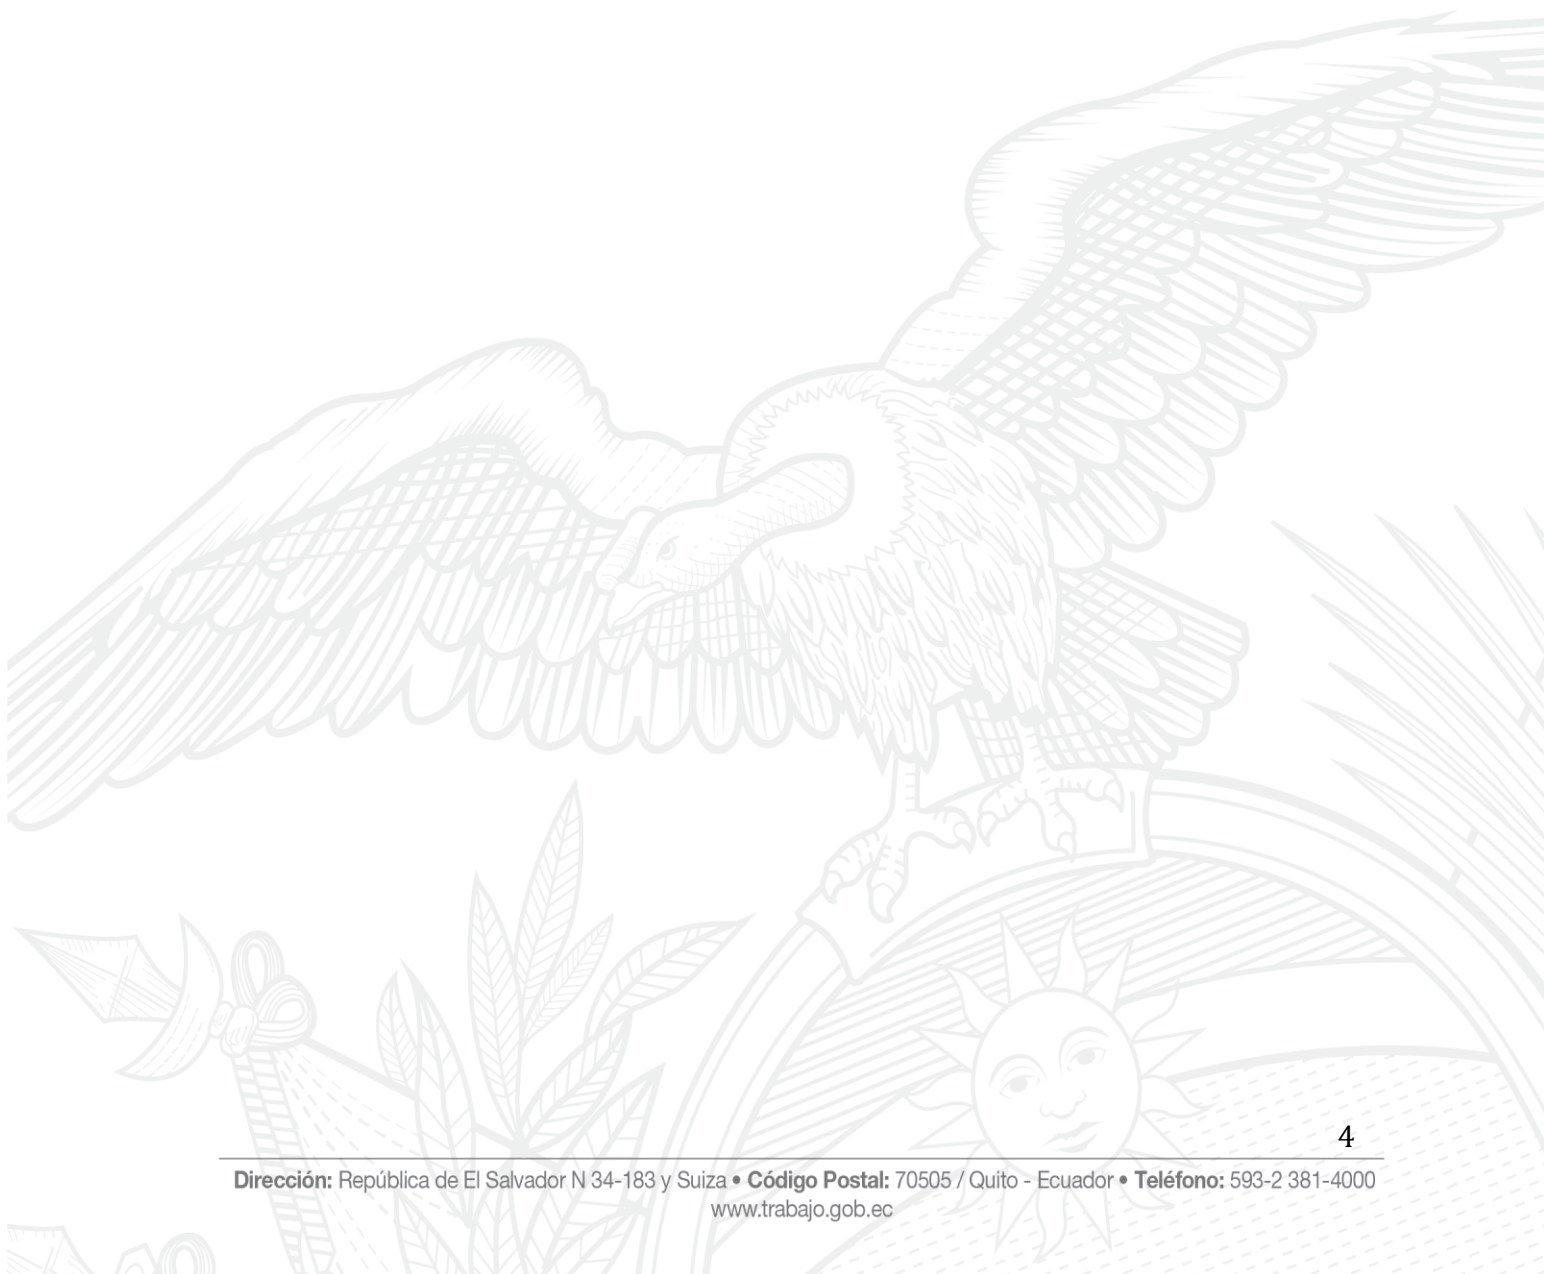 4
Dirección: República de El Salvador N 34-183 y Suiza • Código Postal: 70505 / Quito - Ecuador • Teléfono: 593-2 381-4000
www.trabajo.gob.ec